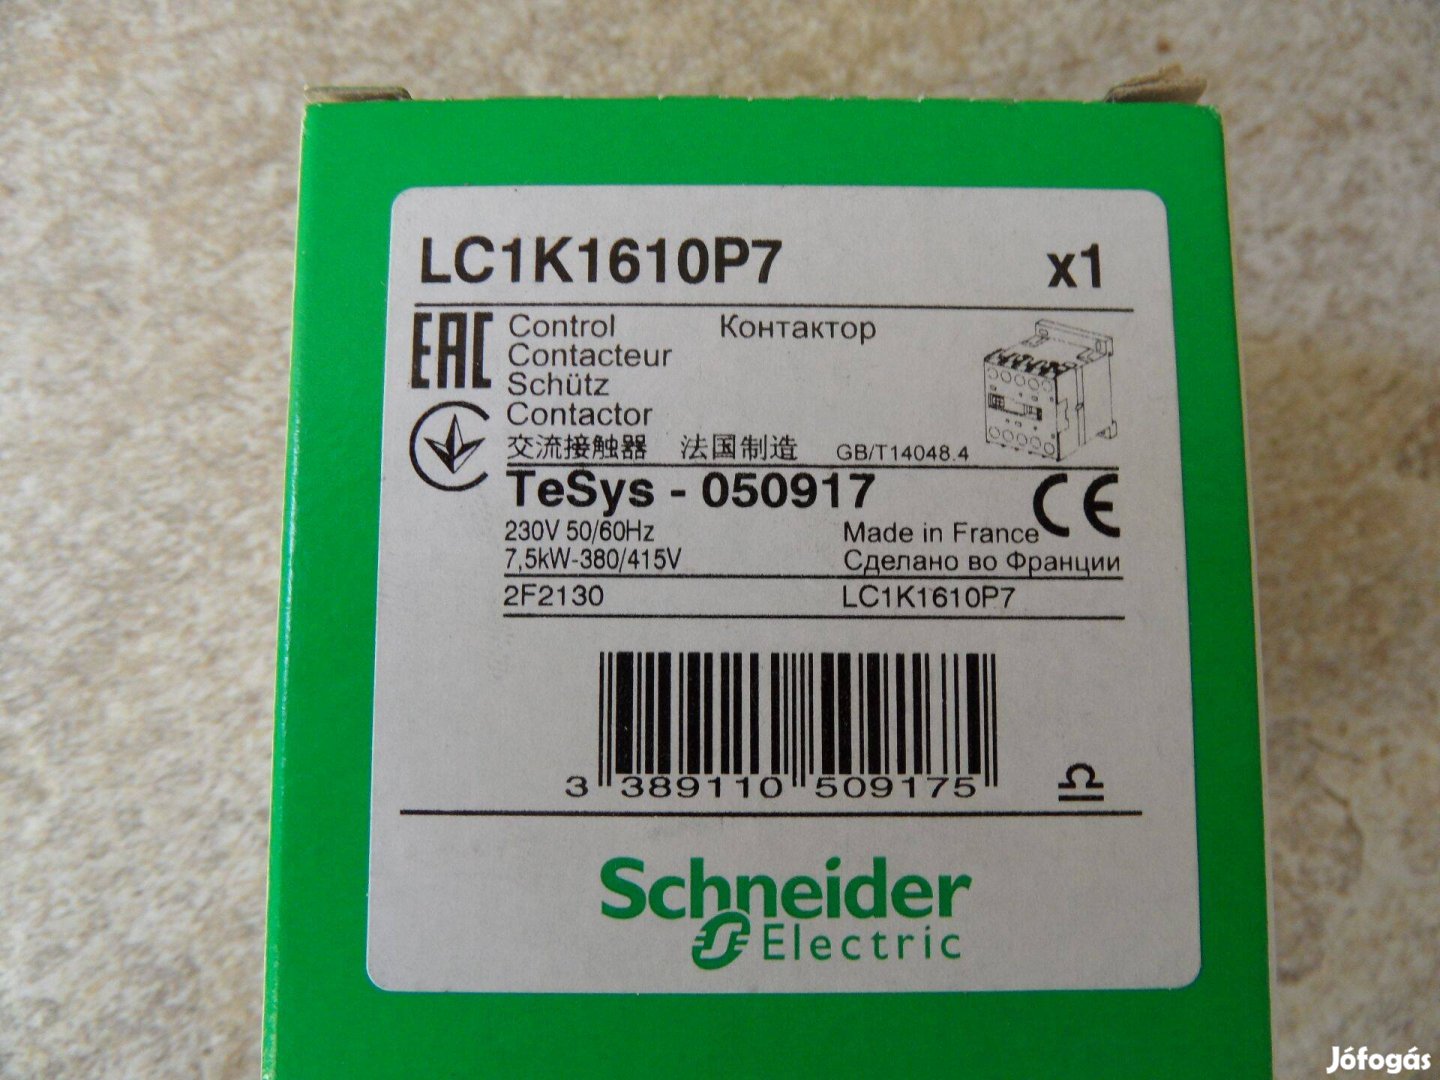 LC1K1610P7 x1
EAC Control Контактор
Contacteur
Schütz
Contactor
交流接触器 法国制造 GB/T14048.4
TeSys - 050917 CE
230V 50/60Hz Made in France
7,5kW-380/415V Сделано во Франции
2F2130 LC1K1610P7
3 389110 509175
Schneider
Electric
Jófogás